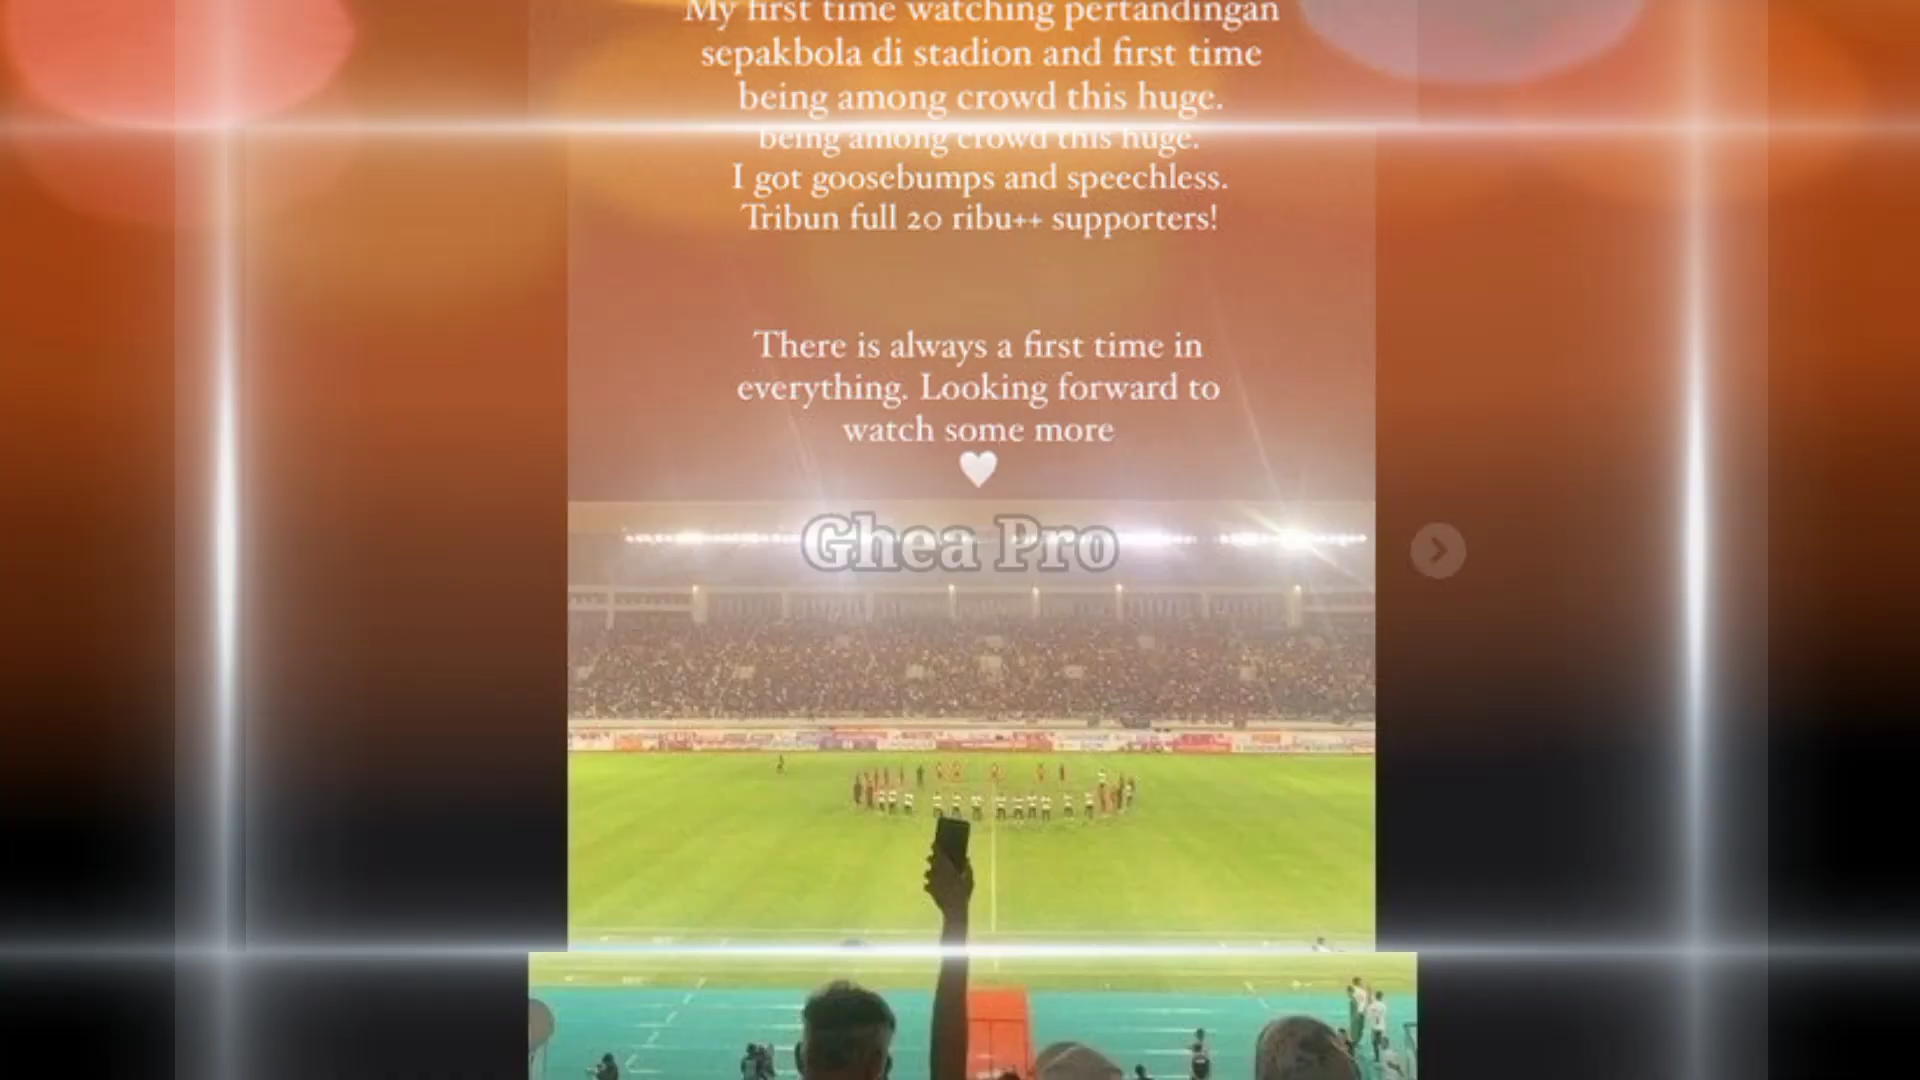 My first time watching pertandingan
sepakbola di stadion and first time
being among crowd this huge.
being among crowd this huge.
I got goosebumps and speechless.
Tribun full 20 ribu++ supporters!
There is always a first time in
everything. Looking forward to
watch some more
Ghea Pro